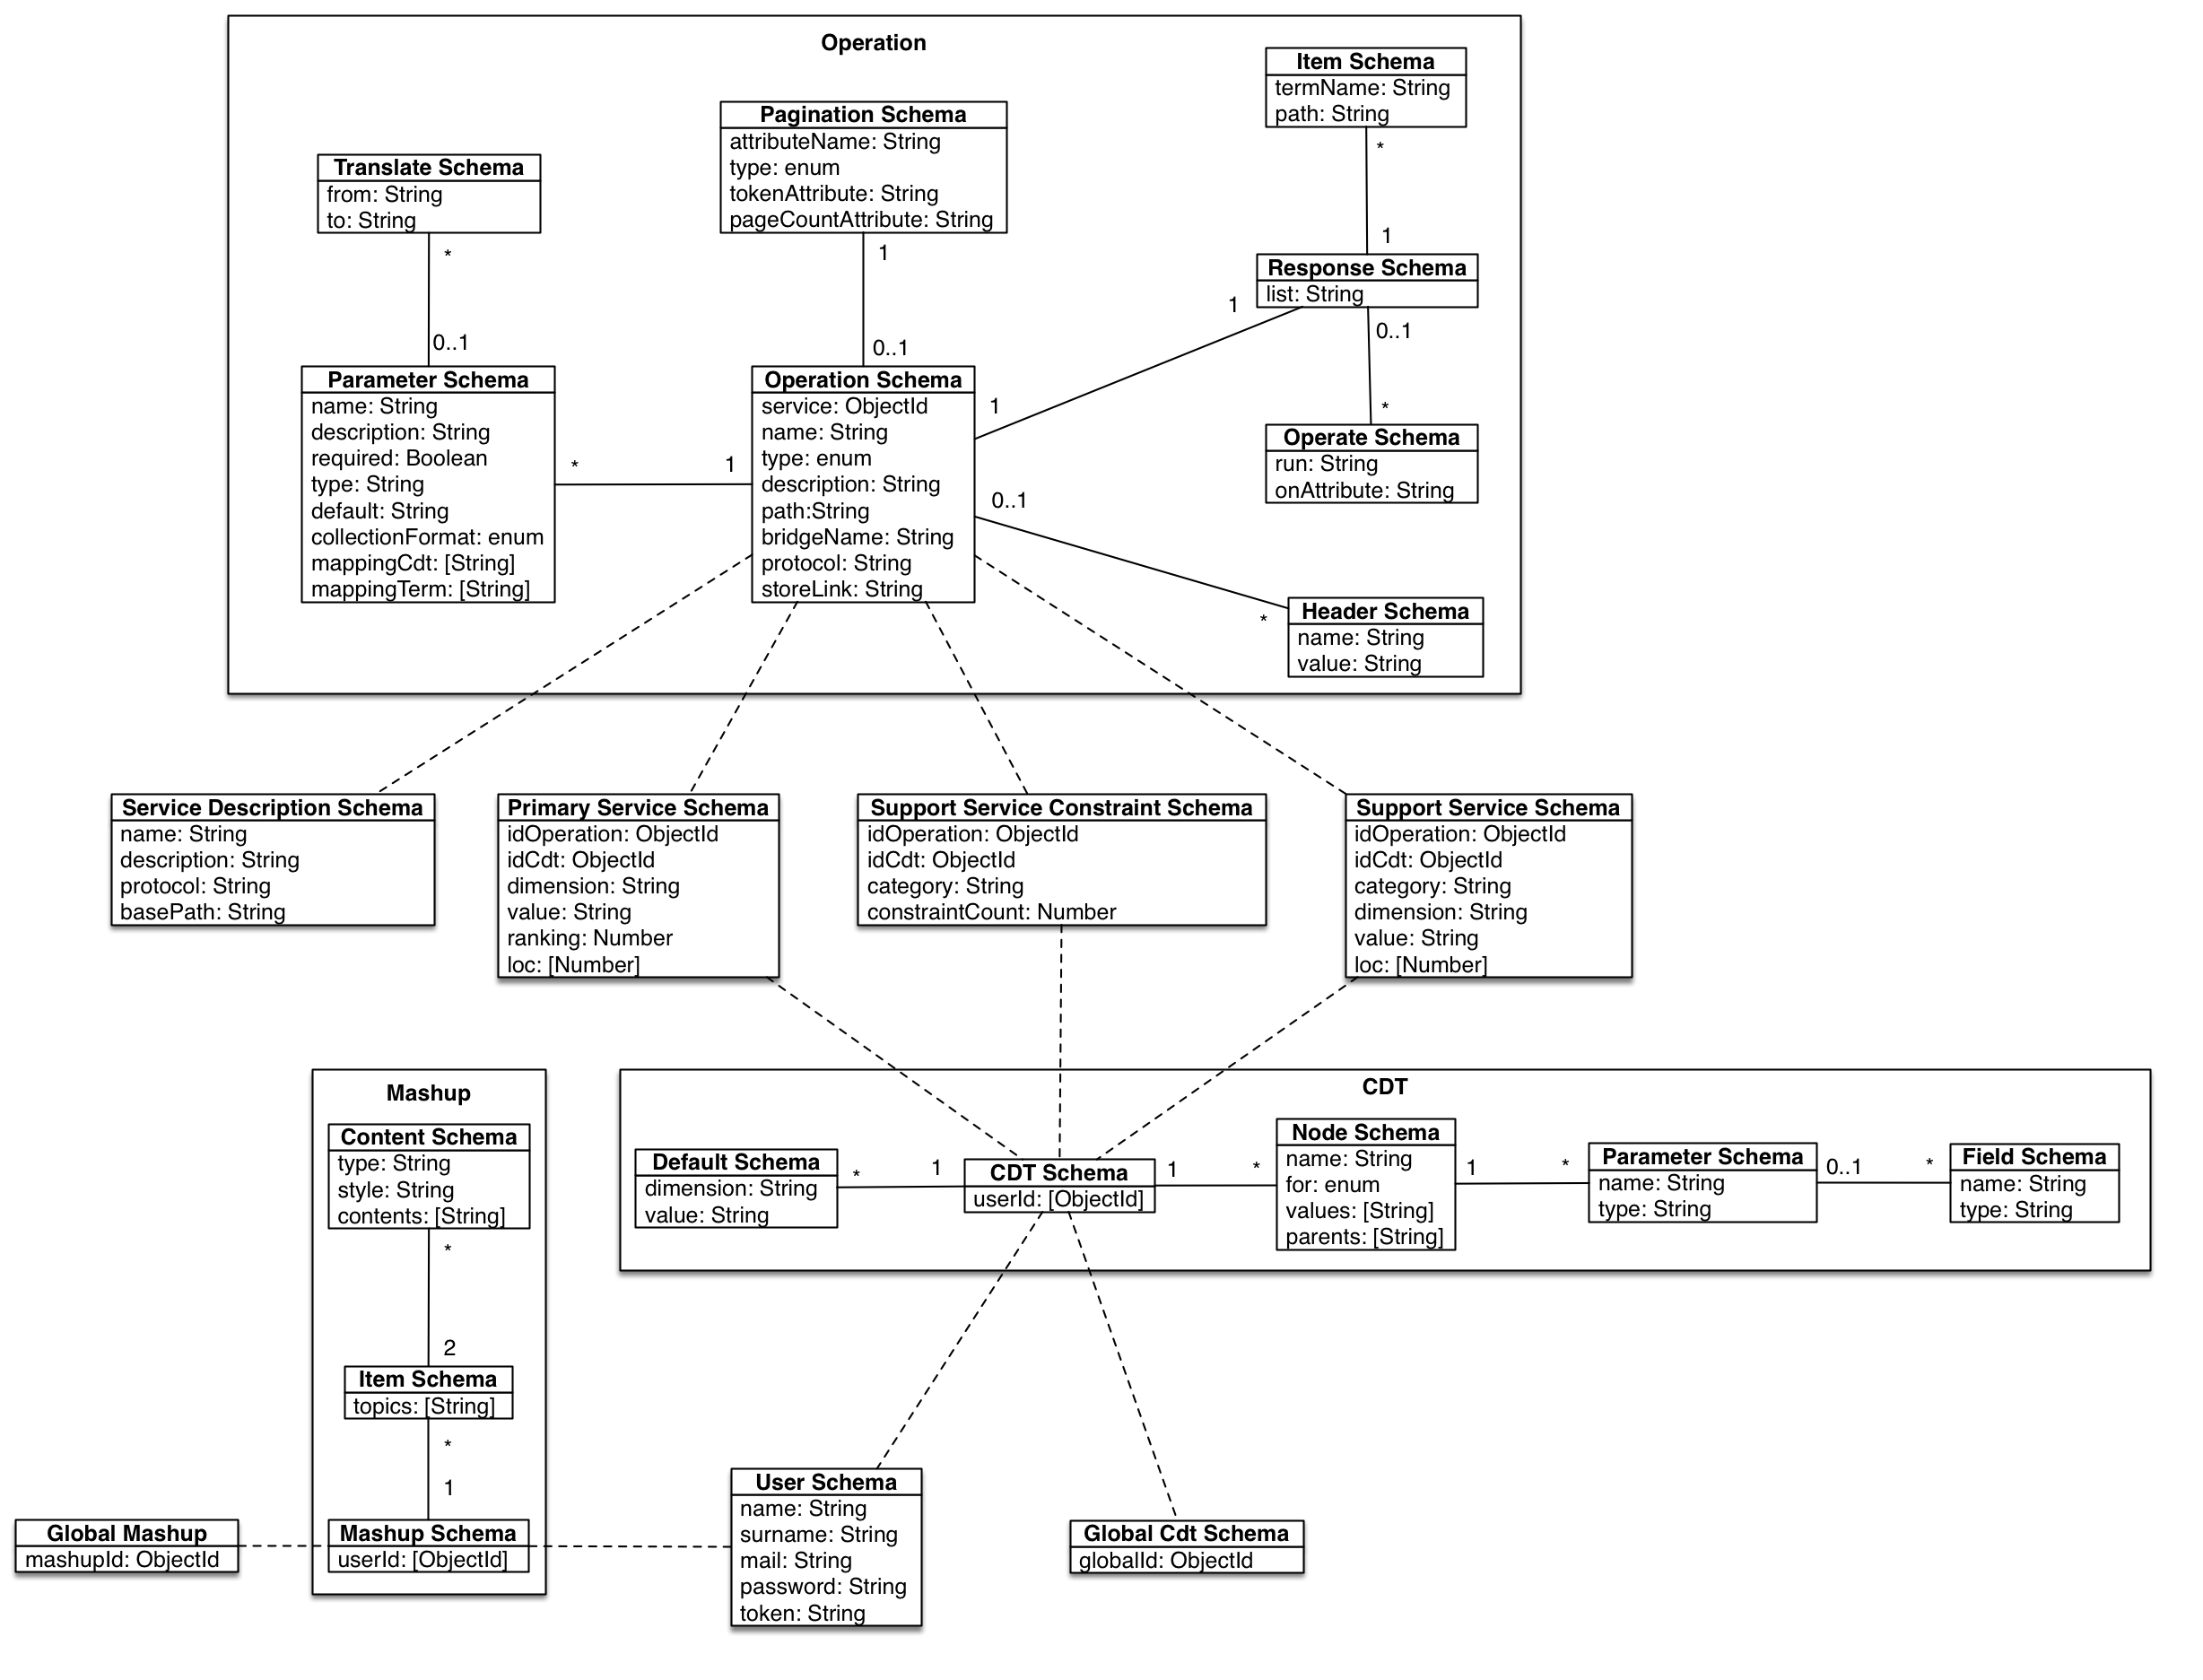 Operation
Item Schema
termName: String
path: String
Pagination Schema
attributeName: String
type: enum
tokenAttribute: String
pageCountAttribute: String
Translate Schema
from: String
to: String
*
1
*
1
0..1
0..1
Response Schema
list: String
1
0..1
*
Parameter Schema
name: String
description: String
required: Boolean
type: String
default: String
collectionFormat: enum
mappingCdt: [String]
mappingTerm: [String]
*
1
Operation Schema
service: ObjectId
name: String
type: enum
description: String
path:String
bridgeName: String
protocol: String
storeLink: String
1
0..1
Operate Schema
run: String
onAttribute: String
*
Header Schema
name: String
value: String
Service Description Schema
name: String
description: String
protocol: String
basePath: String
Primary Service Schema
idOperation: ObjectId
idCdt: ObjectId
dimension: String
value: String
ranking: Number
loc: [Number]
Support Service Constraint Schema
idOperation: ObjectId
idCdt: ObjectId
category: String
constraintCount: Number
Support Service Schema
idOperation: ObjectId
idCdt: ObjectId
category: String
dimension: String
value: String
loc: [Number]
Mashup
Content Schema
type: String
style: String
contents: [String]
*
2
Item Schema
topics: [String]
*
1
Mashup Schema
userId: [ObjectId]
Global Mashup
mashupId: ObjectId
CDT
Default Schema
dimension: String
value: String
*
1
CDT Schema
userId: [ObjectId]
1
*
Node Schema
name: String
for: enum
values: [String]
parents: [String]
1
*
Parameter Schema
name: String
type: String
0..1
*
Field Schema
name: String
type: String
User Schema
name: String
surname: String
mail: String
password: String
token: String
Global Cdt Schema
globalId: ObjectId